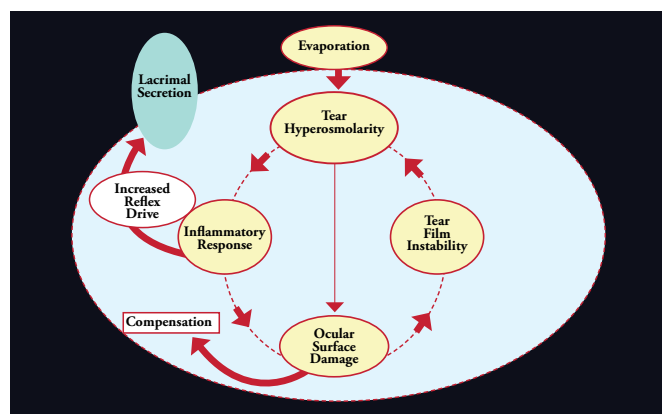 Evaporation
Lacrimal
Secretion
Tear
Hyperosmolarity
Increased
Reflex
Drive
Inflammatory
Response
Tear
Film
Instability
Compensation
Ocular
Surface
Damage